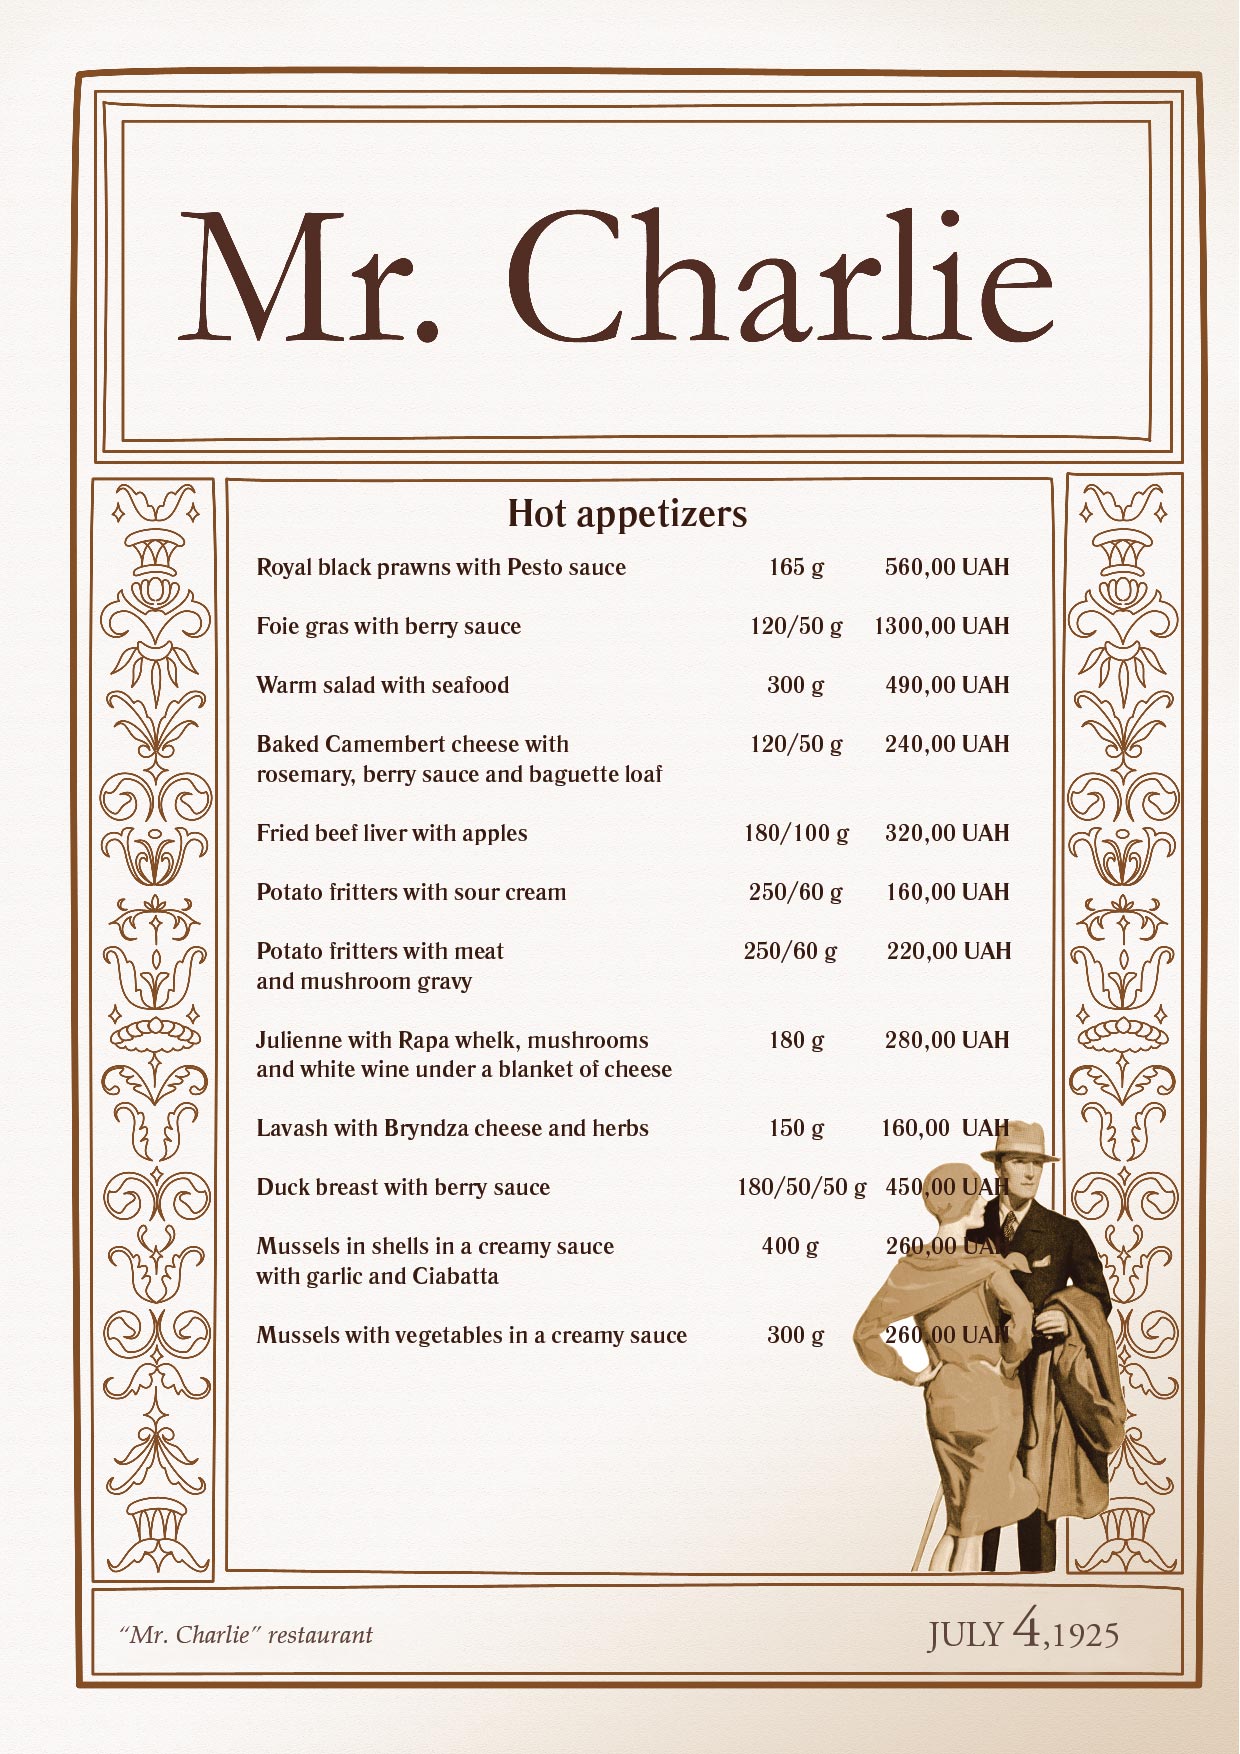 Mr. Charlie
Hot appetizers
Royal black prawns with Pesto sauce 165 g 560,00 UAH
Foie gras with berry sauce 120/50 g 1300,00 UAH
Warm salad with seafood 300 g 490,00 UAH
Baked Camembert cheese with 120/50 g 240,00 UAH
rosemary, berry sauce and baguette loaf
Fried beef liver with apples 180/100 g 320,00 UAH
Potato fritters with sour cream 250/60 g 160,00 UAH
Potato fritters with meat 250/60 g 220,00 UAH
and mushroom gravy
Julienne with Rapa whelk, mushrooms 180 g 280,00 UAH
and white wine under a blanket of cheese
Lavash with Bryndza cheese and herbs 150 g 160,00 UAH
Duck breast with berry sauce 180/50/50 g 450,00 UAH
Mussels in shells in a creamy sauce 400 g 260,00 UAH
with garlic and Ciabatta
Mussels with vegetables in a creamy sauce 300 g 260,00 UAH
“Mr. Charlie” restaurant
JULY 4,1925